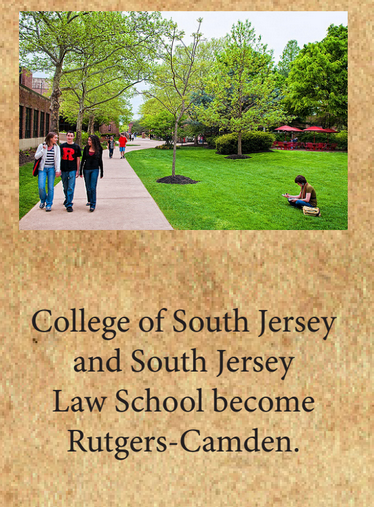 R
College of South Jersey
and South Jersey
Law School become
Rutgers-Camden.